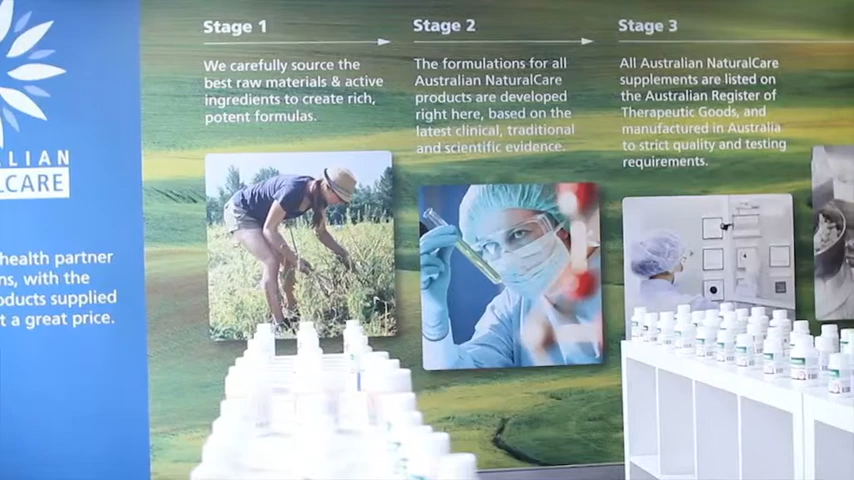 LIAN
LCARE
health partner
ns, with the
oducts supplied
t a great price.
Stage 1
We carefully source the
best raw materials & active
ingredients to create rich,
potent formulas.
Stage 2
The formulations for all
Australian NaturalCare
products are developed
right here, based on the
latest clinical, traditional
and scientific evidence.
Stage 3
All Australian NaturalCare
supplements are listed on
the Australian Register of
Therapeutic Goods, and
manufactured in Australia
to strict quality and testing
requirements.